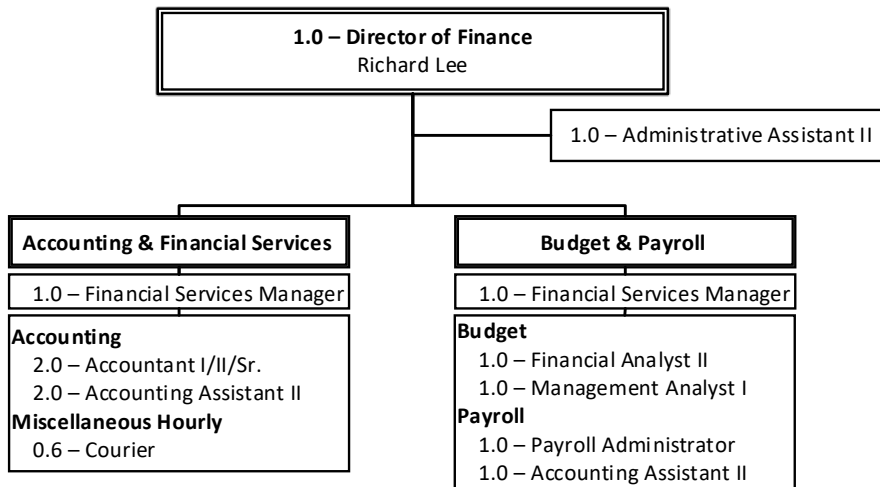 1.0 – Director of Finance
Richard Lee
1.0 – Administrative Assistant II
Accounting & Financial Services
1.0 – Financial Services Manager
Accounting
2.0 – Accountant I/II/Sr.
2.0 – Accounting Assistant II
Miscellaneous Hourly
0.6 – Courier
Budget & Payroll
1.0 – Financial Services Manager
Budget
1.0 – Financial Analyst II
1.0 – Management Analyst I
Payroll
1.0 – Payroll Administrator
1.0 – Accounting Assistant II